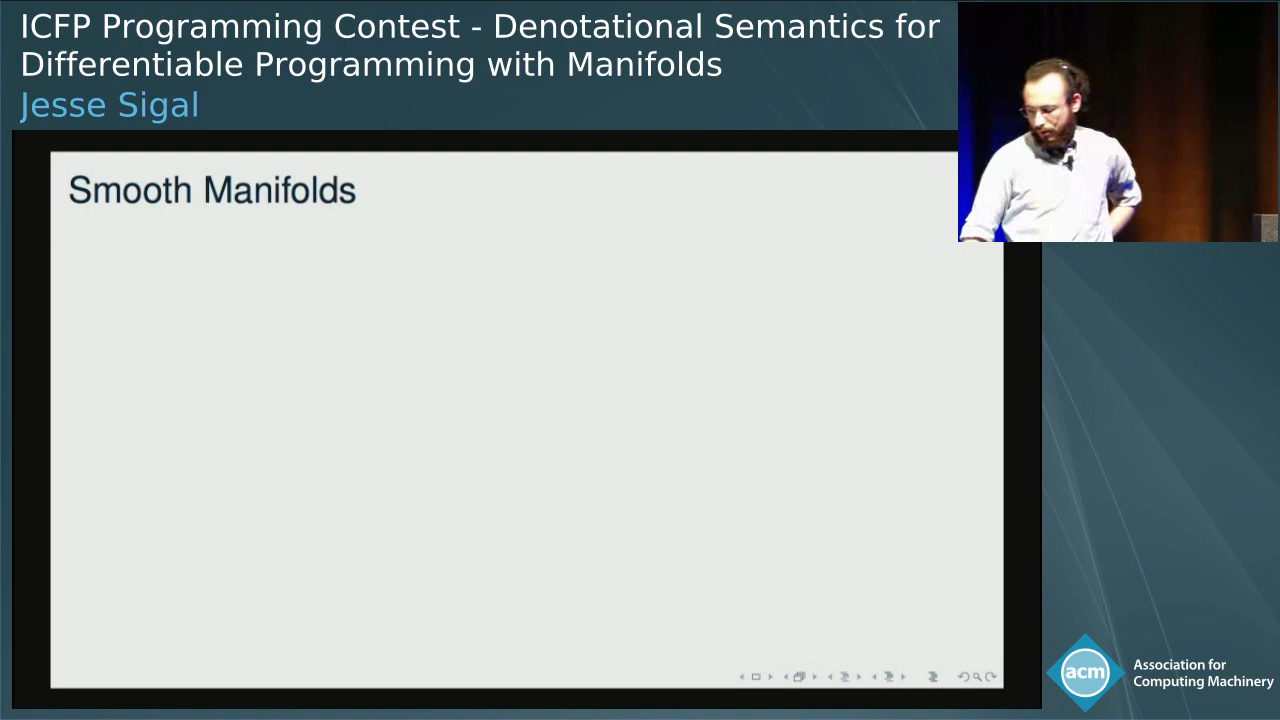 ICFP Programming Contest - Denotational Semantics for
Differentiable Programming with Manifolds
Jesse Sigal
Smooth Manifolds
acm
Association for
Computing Machinery